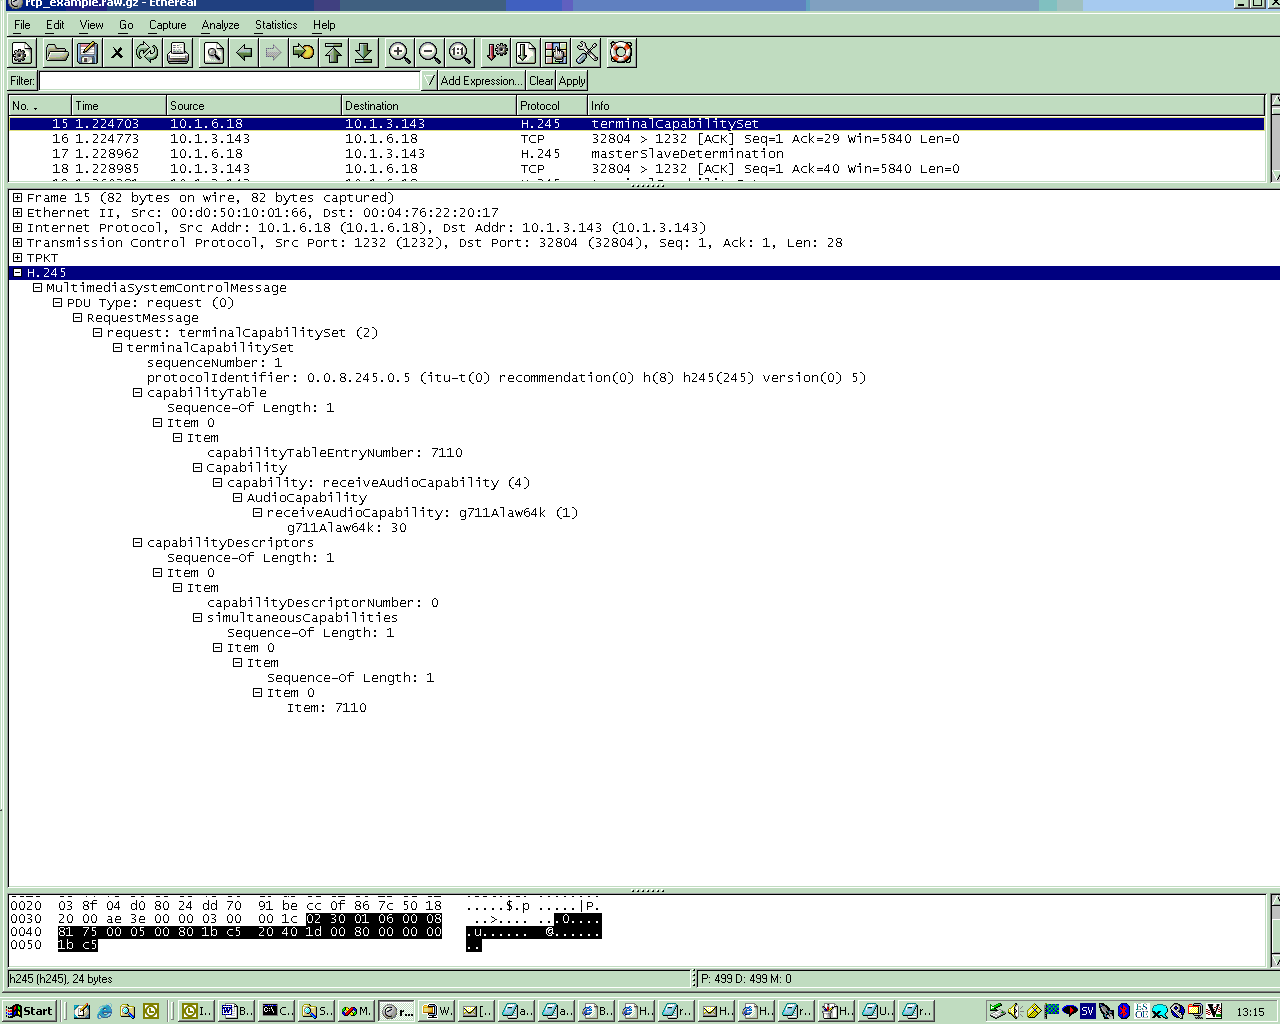 rtp_example.raw.gz - Ethereal
File Edit View Go Capture Analyze Statistics Help
Filter: Add Expression... Clear Apply
No. Time Source Destination Protocol Info
15 1.224703 10.1.6.18 10.1.3.143 H.245 terminalCapabilitySet
16 1.224773 10.1.3.143 10.1.6.18 TCP 32804 > 1232 [ACK] Seq=1 Ack=29 Win=5840 Len=0
17 1.228962 10.1.6.18 10.1.3.143 H.245 masterSlaveDetermination
18 1.228985 10.1.3.143 10.1.6.18 TCP 32804 > 1232 [ACK] Seq=1 Ack=40 Win=5840 Len=0
Frame 15 (82 bytes on wire, 82 bytes captured)
Ethernet II, Src: 00:d0:50:10:01:66, Dst: 00:04:76:22:20:17
Internet Protocol, Src Addr: 10.1.6.18 (10.1.6.18), Dst Addr: 10.1.3.143 (10.1.3.143)
Transmission Control Protocol, Src Port: 1232 (1232), Dst Port: 32804 (32804), Seq: 1, Ack: 1, Len: 28
TPKT
H.245
MultimediaSystemControlMessage
PDU Type: request (0)
RequestMessage
request: terminalCapabilitySet (2)
terminalCapabilitySet
sequenceNumber: 1
protocolIdentifier: 0.0.8.245.0.5 (itu-t(0) recommendation(0) h(8) h245(245) version(0) 5)
capabilityTable
Sequence-Of Length: 1
Item 0
Item
capabilityTableEntryNumber: 7110
Capability
capability: receiveAudioCapability (4)
AudioCapability
receiveAudioCapability: g711Alaw64k (1)
g711Alaw64k: 30
capabilityDescriptors
Sequence-Of Length: 1
Item 0
Item
capabilityDescriptorNumber: 0
simultaneousCapabilities
Sequence-Of Length: 1
Item 0
Item
Sequence-Of Length: 1
Item 0
Item: 7110
0020 03 8f 04 d0 80 24 dd 70 91 be cc 0f 86 7c 50 18 .....$.p .....|P.
0030 20 00 ae 3e 00 00 03 00 00 1c 02 30 01 06 00 08 ..>.... ...0....
0040 81 75 00 05 00 80 1b c5 20 40 1d 00 80 00 00 00 .u...... @......
0050 1b c5 ..
h245 (h245), 24 bytes P: 499 D: 499 M: 0
Start I... B... C... S... M... r... W... [... a... a... B... H... r... H... H... r... H... U... r... SV 13:15